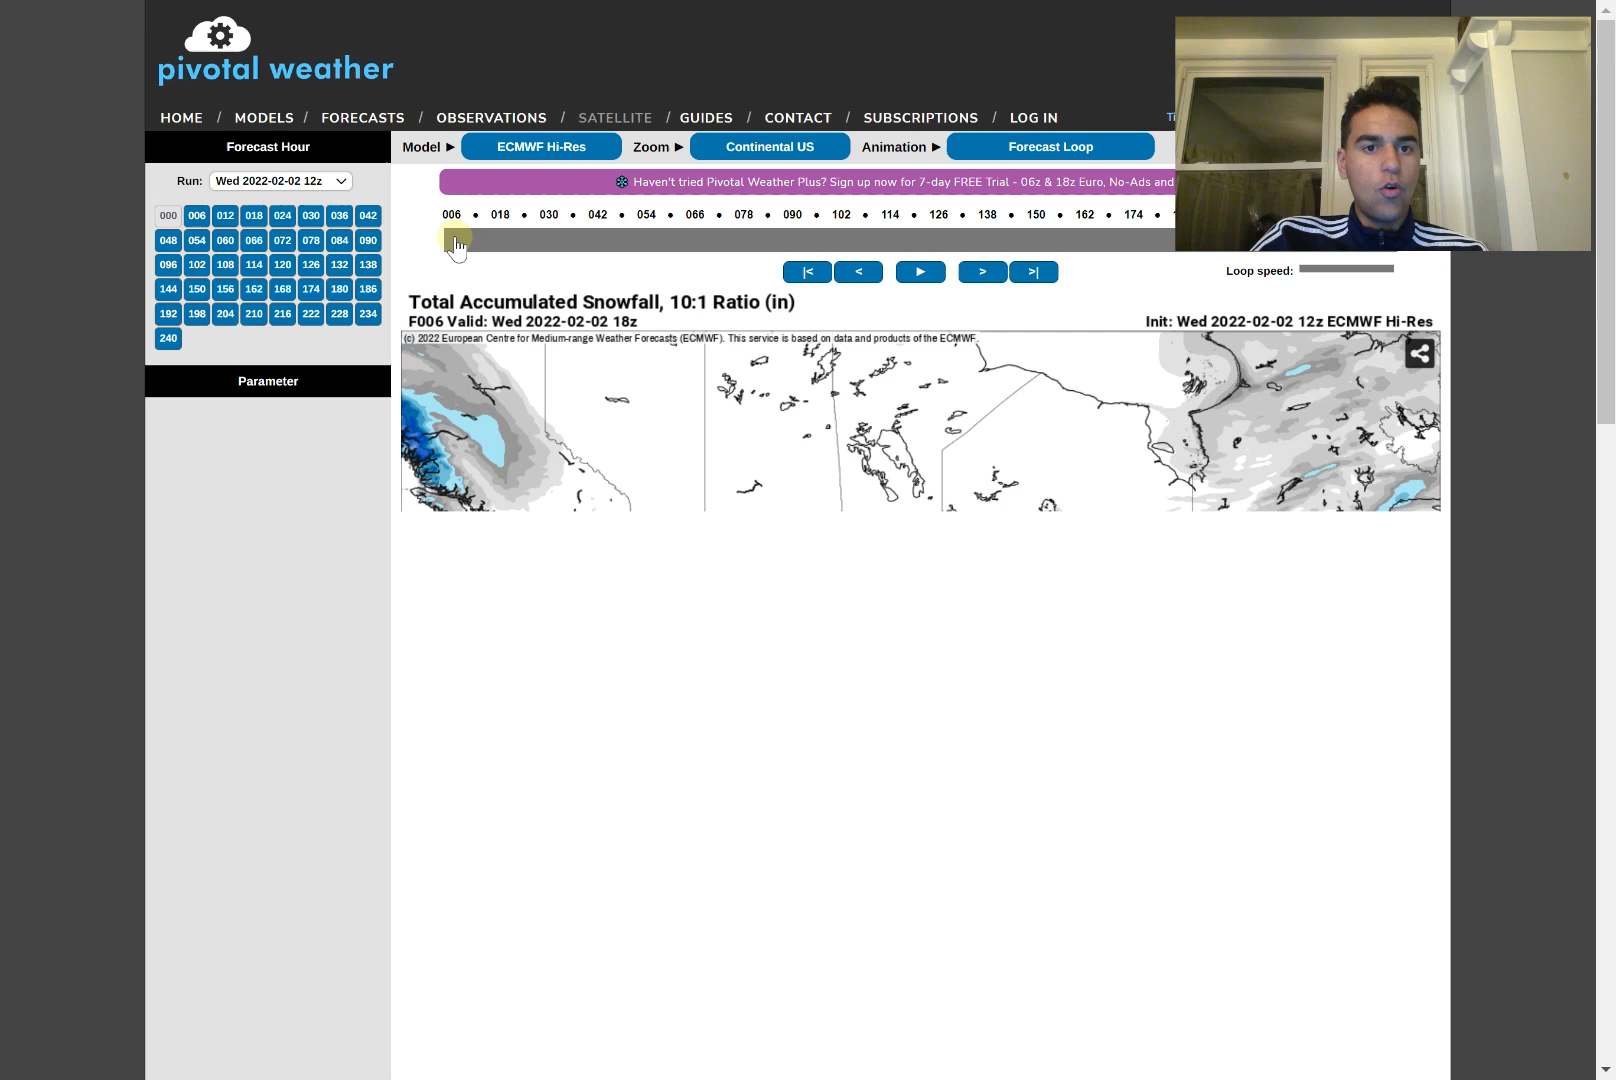 pivotal weather
HOME / MODELS / FORECASTS / OBSERVATIONS / SATELLITE / GUIDES / CONTACT / SUBSCRIPTIONS / LOG IN
Forecast Hour
Run: Wed 2022-02-02 12z
000 006 012 018 024 030 036 042
048 054 060 066 072 078 084 090
096 102 108 114 120 126 132 138
144 150 156 162 168 174 180 186
192 198 204 210 216 222 228 234
240
Parameter
Model ▶ ECMWF Hi-Res Zoom ▶ Continental US Animation ▶ Forecast Loop
Haven't tried Pivotal Weather Plus? Sign up now for 7-day FREE Trial - 06z & 18z Euro, No-Ads and
006 • 018 • 030 • 042 • 054 • 066 • 078 • 090 • 102 • 114 • 126 • 138 • 150 • 162 • 174 •
|< < ▶ > >|
Loop speed:
Total Accumulated Snowfall, 10:1 Ratio (in)
F006 Valid: Wed 2022-02-02 18z
Init: Wed 2022-02-02 12z ECMWF Hi-Res
(c) 2022 European Centre for Medium-range Weather Forecasts (ECMWF). This service is based on data and products of the ECMWF.